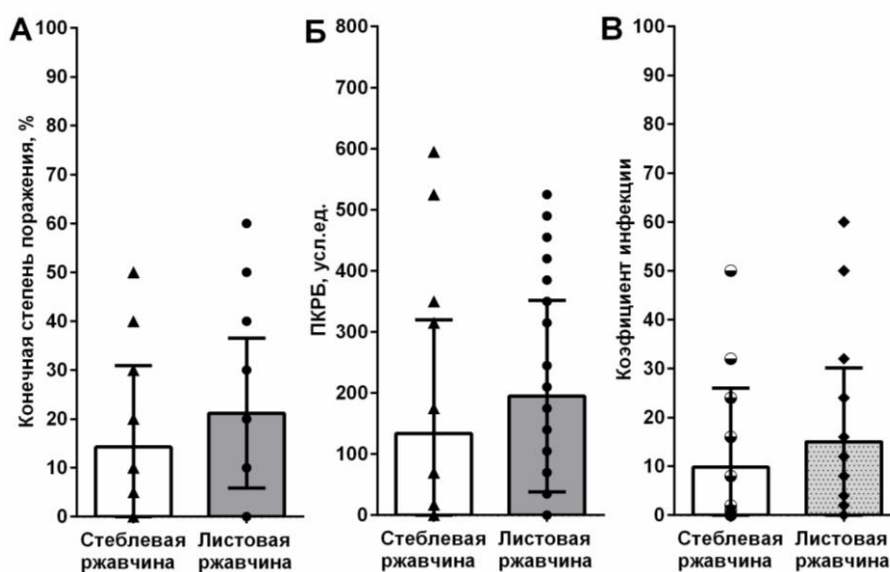 А
Конечная степень поражения, %
100
90
80
70
60
50
40
30
20
10
0
Стеблевая
ржавчина
Листовая
ржавчина
Б
ПКРБ, усл.ед.
800
700
600
500
400
300
200
100
0
Стеблевая
ржавчина
Листовая
ржавчина
В
Коэфициент инфекции
100
90
80
70
60
50
40
30
20
10
0
Стеблевая
ржавчина
Листовая
ржавчина